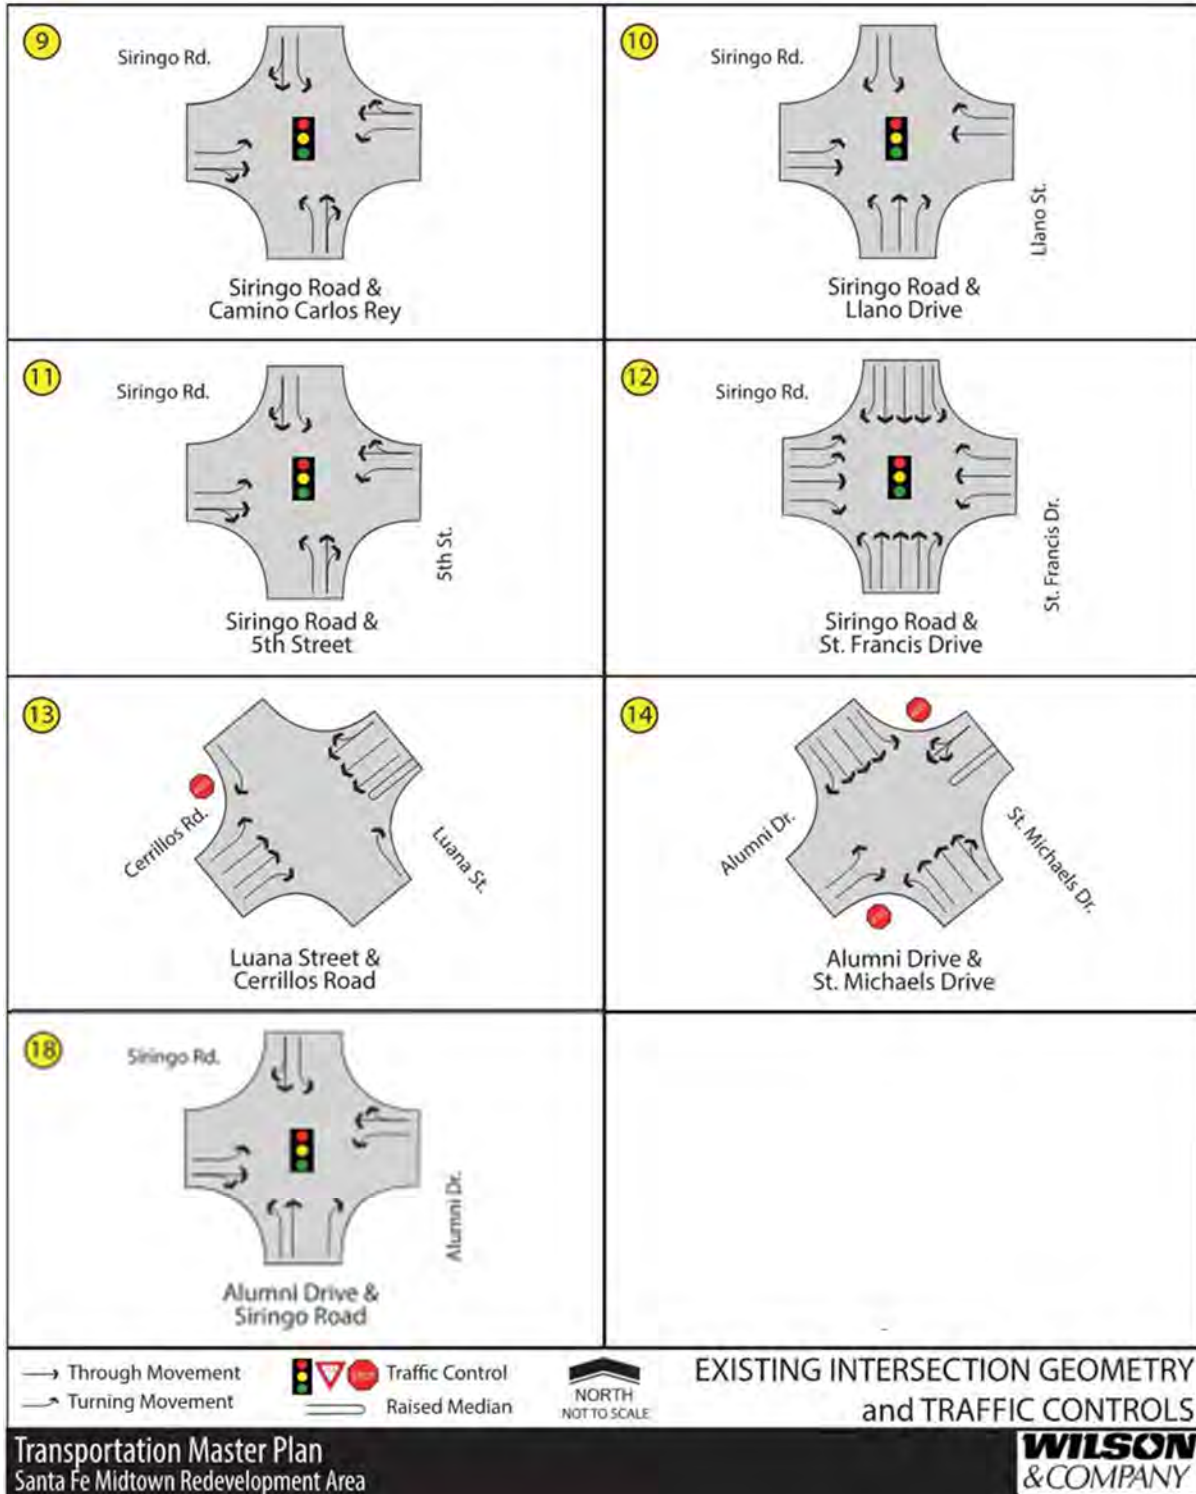 9
Siringo Rd.
Siringo Road &
Camino Carlos Rey
10
Siringo Rd.
Llano St.
Siringo Road &
Llano Drive
11
Siringo Rd.
5th St.
Siringo Road &
5th Street
12
Siringo Rd.
St. Francis Dr.
Siringo Road &
St. Francis Drive
13
Cerrillos Rd.
Luana St.
Luana Street &
Cerrillos Road
14
Alumni Dr.
St. Michaels Dr.
Alumni Drive &
St. Michaels Drive
18
Siringo Rd.
Alumni Dr.
Alumni Drive &
Siringo Road
Through Movement
Turning Movement
Traffic Control
Raised Median
NORTH
NOT TO SCALE
EXISTING INTERSECTION GEOMETRY
and TRAFFIC CONTROLS
Transportation Master Plan
Santa Fe Midtown Redevelopment Area
WILSON
&COMPANY